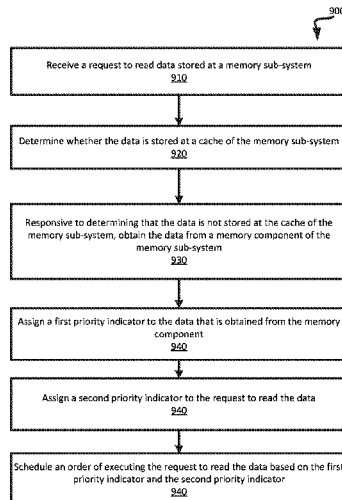 900
Receive a request to read data stored at a memory sub-system
910
Determine whether the data is stored at a cache of the memory sub-system
920
Responsive to determining that the data is not stored at the cache of the
memory sub-system, obtain the data from a memory component of the
memory sub-system
930
Assign a first priority indicator to the data that is obtained from the memory
component
940
Assign a second priority indicator to the request to read the data
940
Schedule an order of executing the request to read the data based on the first
priority indicator and the second priority indicator
940